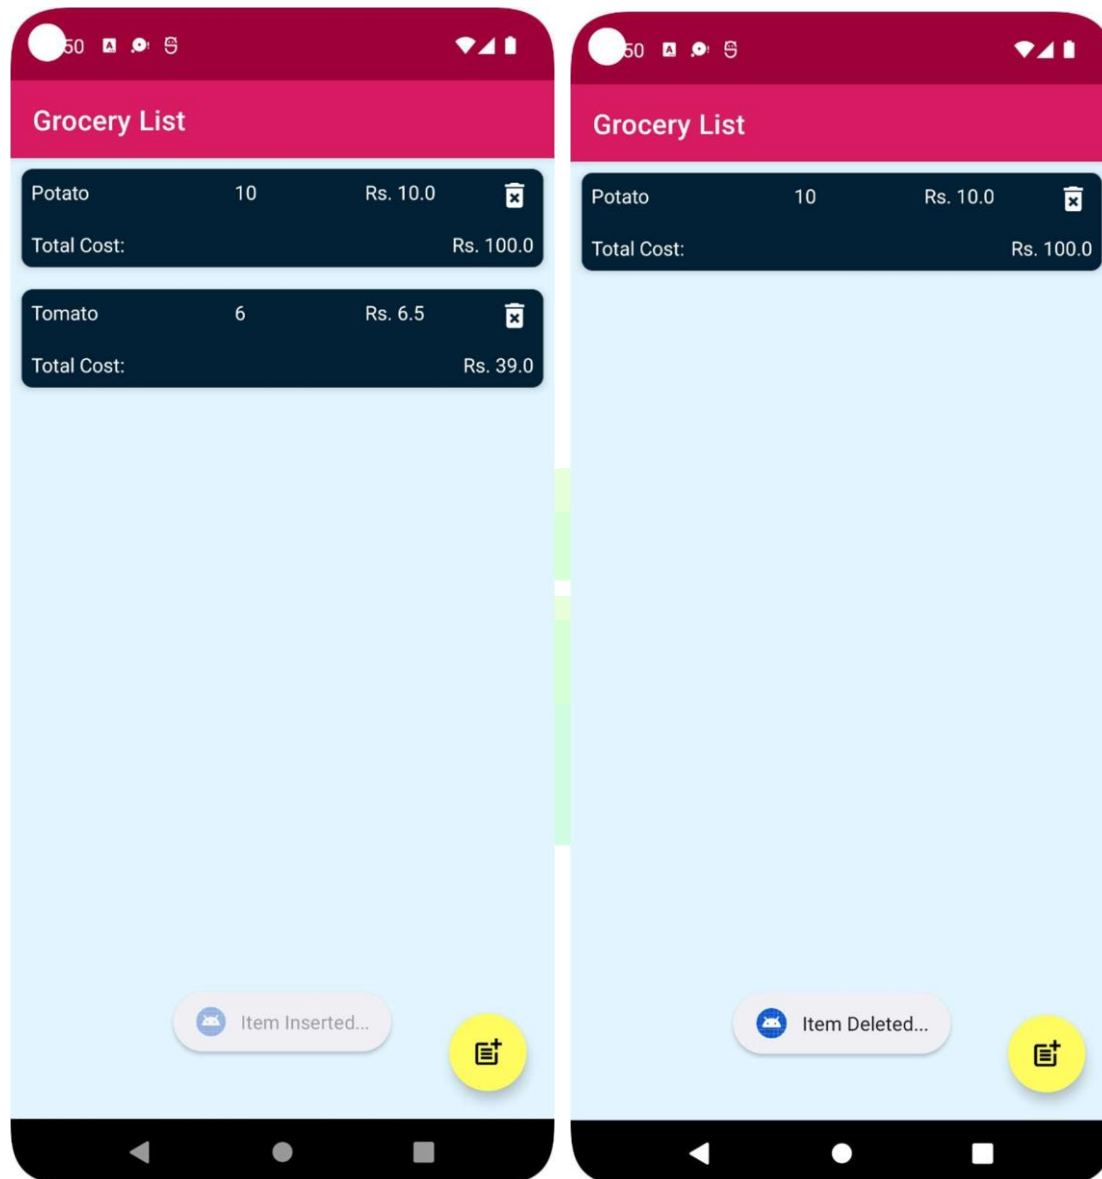 50
Grocery List
Potato 10 Rs. 10.0
Total Cost: Rs. 100.0
Tomato 6 Rs. 6.5
Total Cost: Rs. 39.0
Item Inserted...
50
Grocery List
Potato 10 Rs. 10.0
Total Cost: Rs. 100.0
Item Deleted...